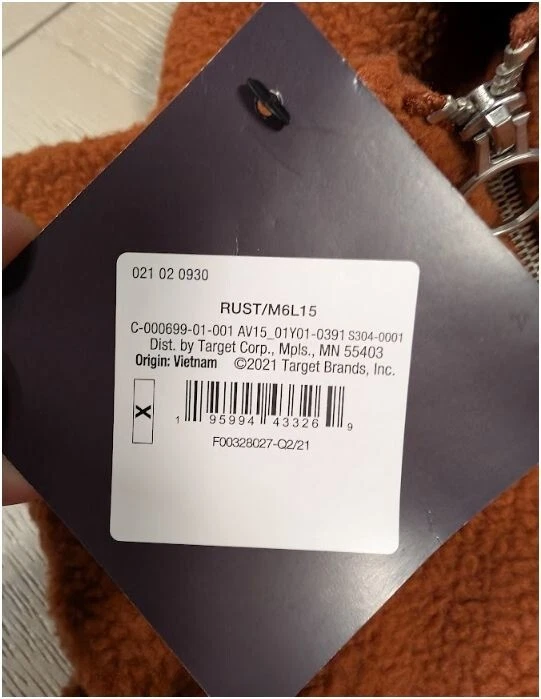 021 02 0930
RUST/M6L15
C-000699-01-001 AV15_01Y01-0391 S304-0001
Dist. by Target Corp., Mpls., MN 55403
Origin: Vietnam ©2021 Target Brands, Inc.
X
1 95994 43326 9
F00328027-Q2/21